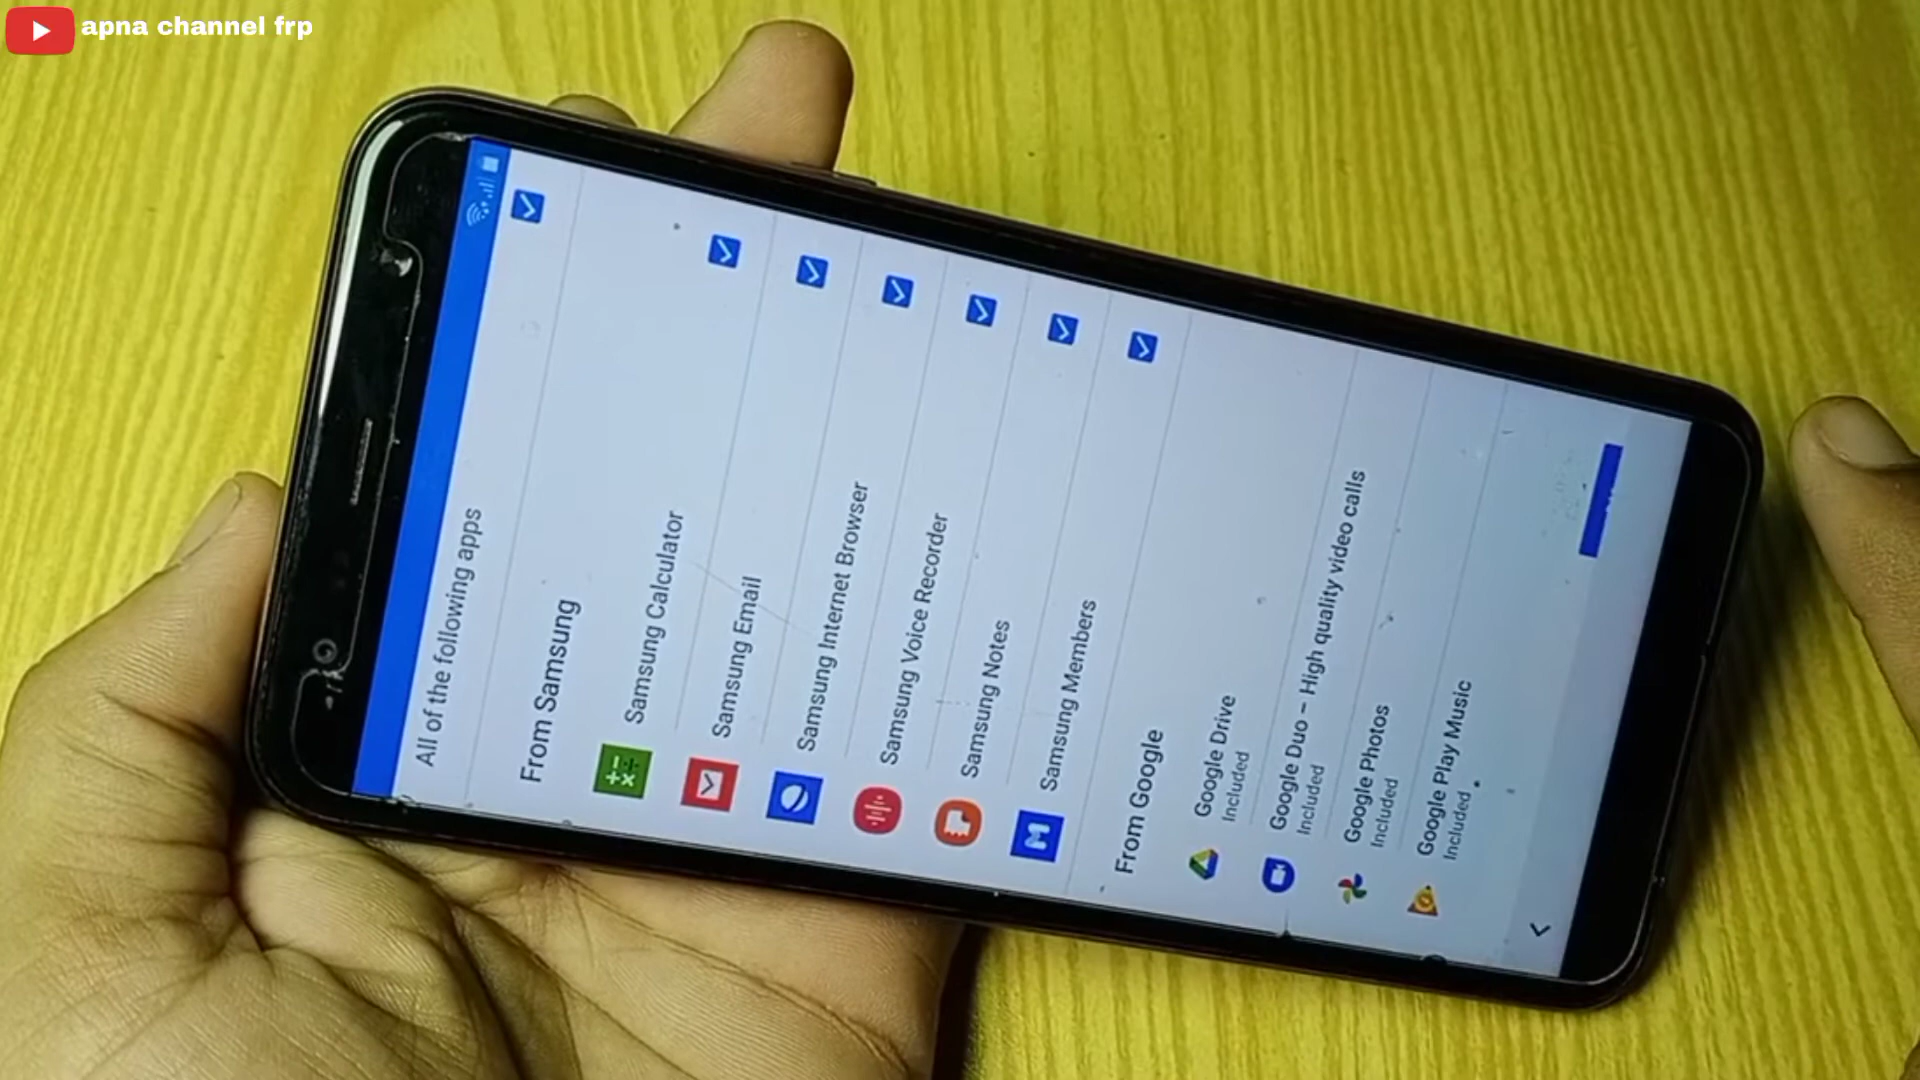 apna channel frp
All of the following apps
From Samsung
Samsung Calculator
Samsung Email
Samsung Internet Browser
Samsung Voice Recorder
Samsung Notes
Samsung Members
From Google
Google Drive
Included
Google Duo – High quality video calls
Included
Google Photos
Included
Google Play Music
Included